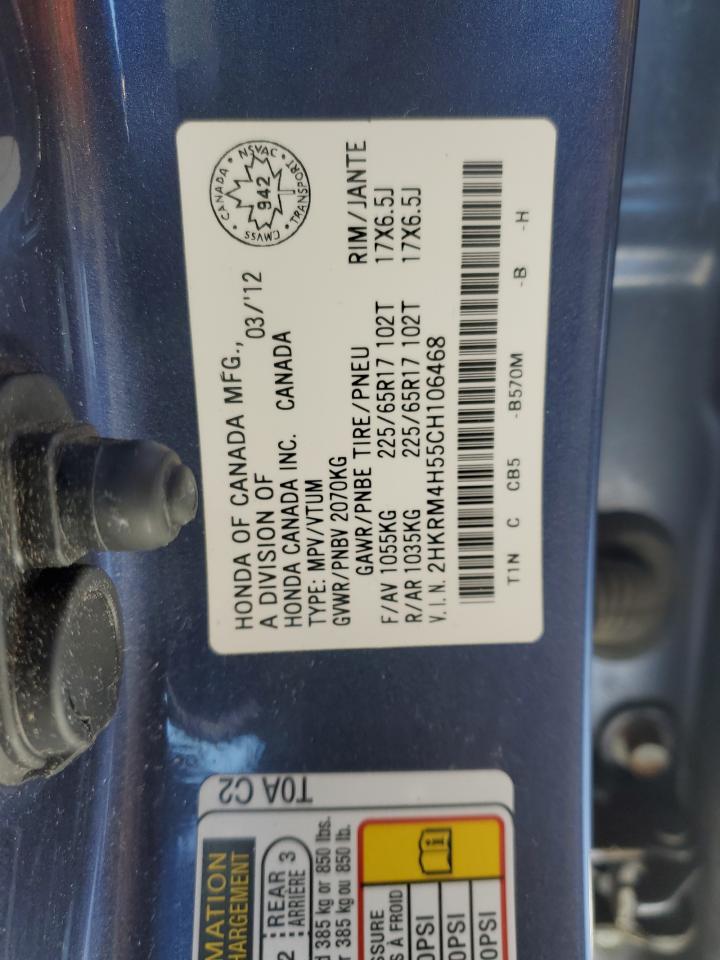 HONDA OF CANADA MFG., 03/'12
A DIVISION OF
HONDA CANADA INC. CANADA
TYPE: MPV/VTUM
GVWR/PNBV 2070KG
GAWR/PNBE TIRE/PNEU RIM/JANTE
F/AV 1055KG 225/65R17 102T 17X6.5J
R/AR 1035KG 225/65R17 102T 17X6.5J
V.I.N. 2HKRM4H55CH106468
T1N C CB5 -B570M -B -H
CANADA · NSVAC · TRANSPORT · CMVSS
942
T0A C2
MATION
HARGEMENT
2 : REAR 3
: ARRIÈRE
385 kg or 850 lbs.
385 kg ou 850 lb.
SSURE
S À FROID
0PSI
0PSI
0PSI